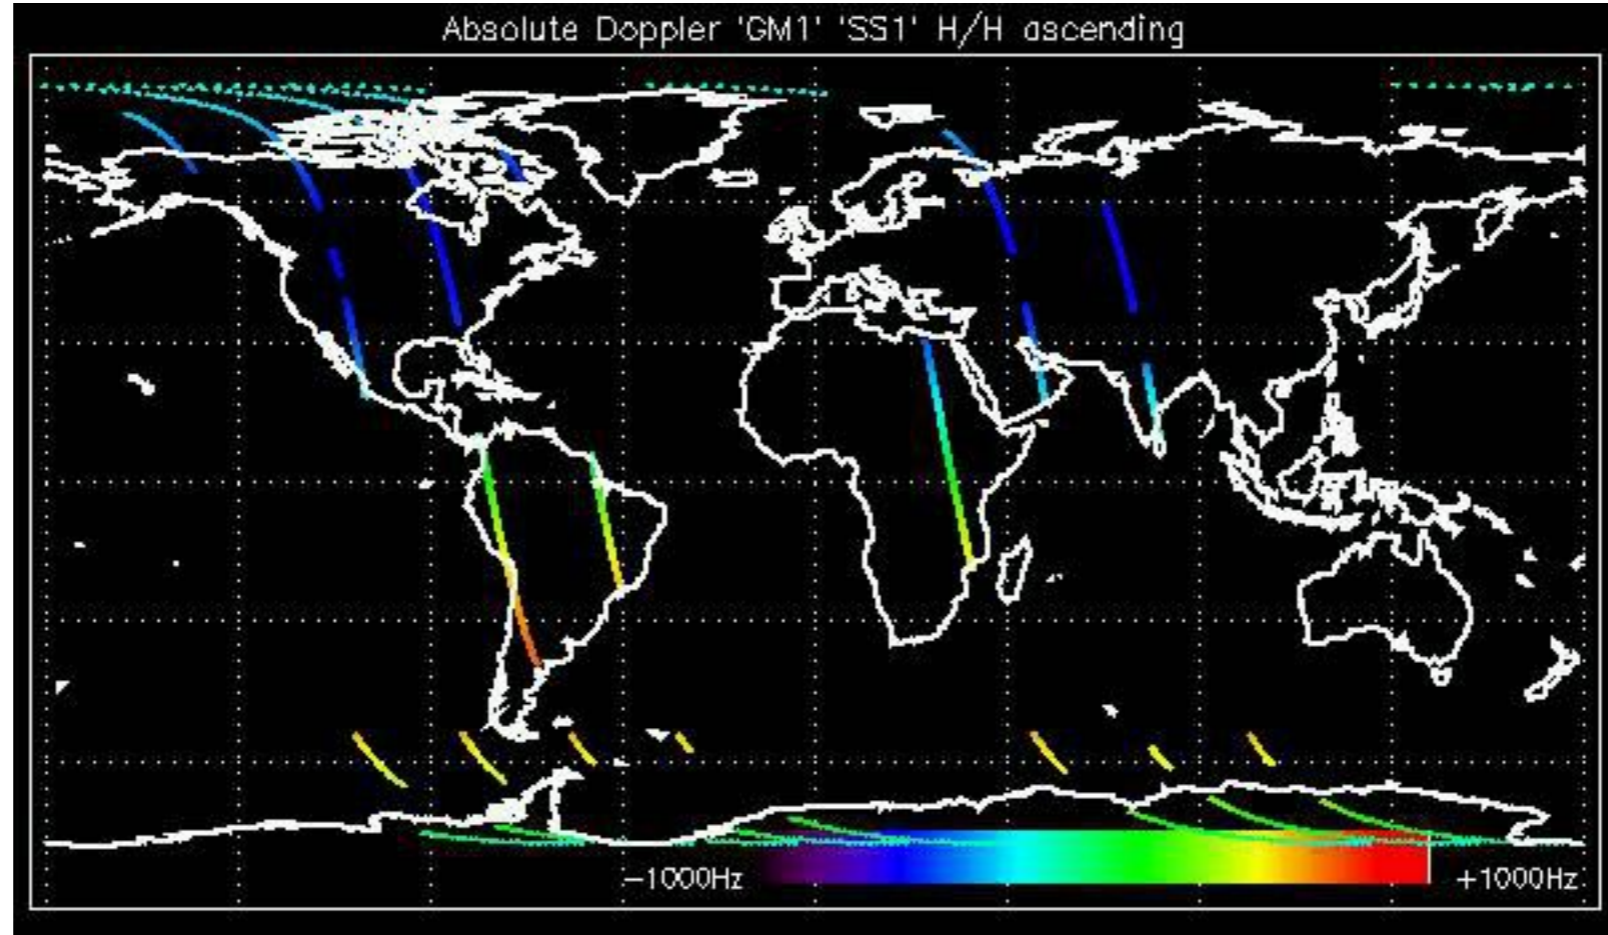 Absolute Doppler 'GM1' 'SS1' H/H ascending
−1000Hz
+1000Hz